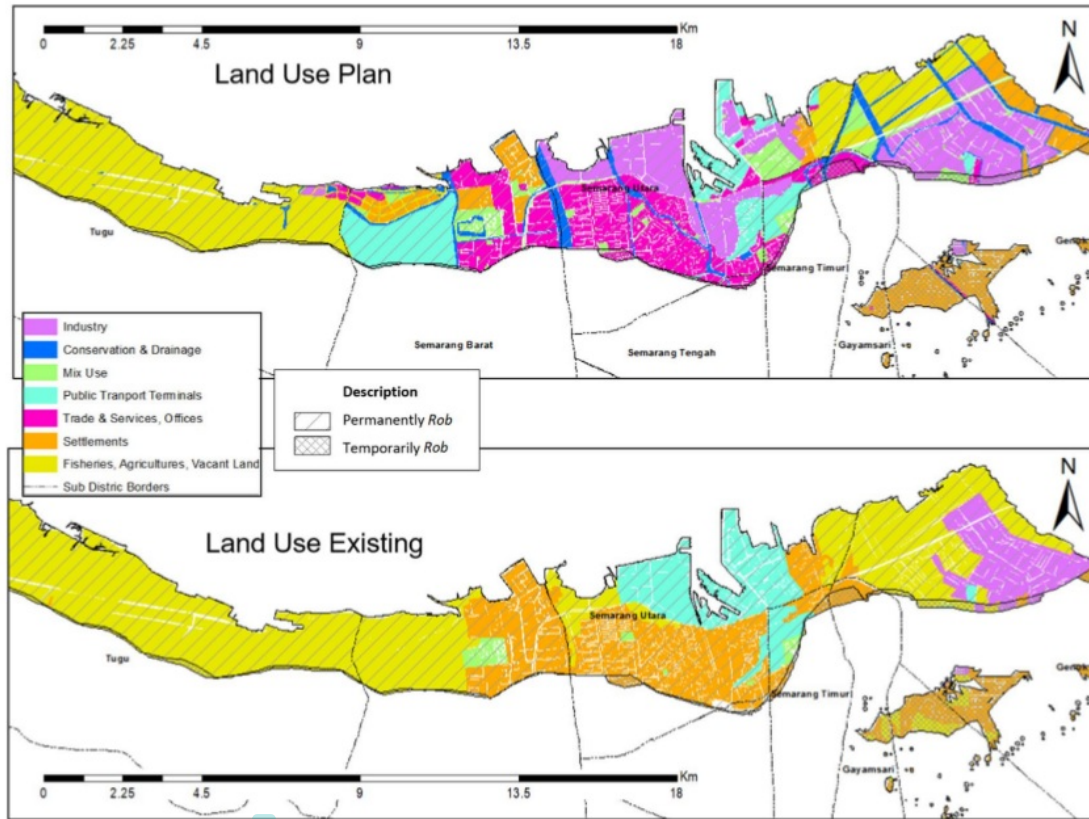 0 2.25 4.5 9 13.5 18 Km
N
Land Use Plan
Tugu
Semarang Utara
Semarang Timur
Semarang Barat
Semarang Tengah
Gayamsari
Industry
Conservation & Drainage
Mix Use
Public Tranport Terminals
Trade & Services, Offices
Settlements
Fisheries, Agricultures, Vacant Land
Sub Distric Borders
Description
Permanently Rob
Temporarily Rob
N
Land Use Existing
Tugu
Semarang Utara
Semarang Timur
Gayamsari
0 2.25 4.5 9 13.5 18 Km